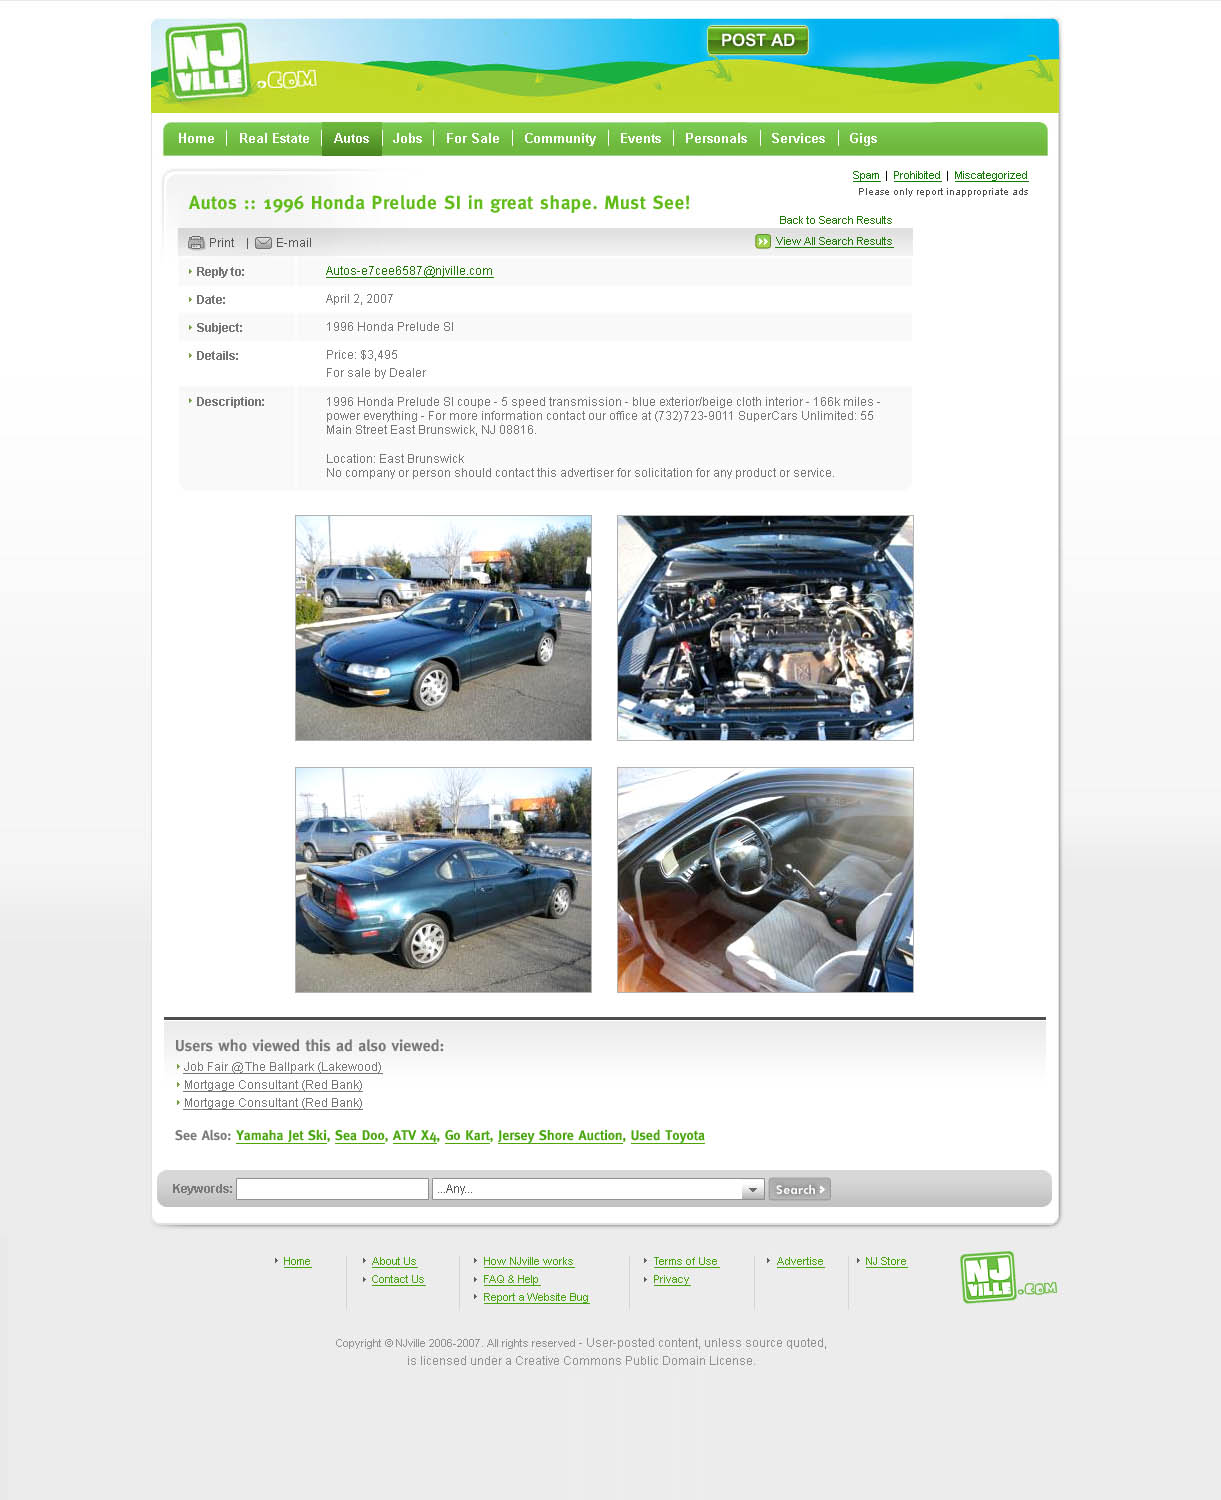 NJ VILLE .COM
POST AD
Home | Real Estate | Autos | Jobs | For Sale | Community | Events | Personals | Services | Gigs
Spam | Prohibited | Miscategorized
Please only report inappropriate ads
Autos :: 1996 Honda Prelude SI in great shape. Must See!
Back to Search Results
Print | E-mail
View All Search Results
Reply to: Autos-e7cee6587@njville.com
Date: April 2, 2007
Subject: 1996 Honda Prelude SI
Details: Price: $3,495
For sale by Dealer
Description: 1996 Honda Prelude SI coupe - 5 speed transmission - blue exterior/beige cloth interior - 166k miles -
power everything - For more information contact our office at (732)723-9011 SuperCars Unlimited: 55
Main Street East Brunswick, NJ 08816.
Location: East Brunswick
No company or person should contact this advertiser for solicitation for any product or service.
Users who viewed this ad also viewed:
Job Fair @The Ballpark (Lakewood)
Mortgage Consultant (Red Bank)
Mortgage Consultant (Red Bank)
See Also: Yamaha Jet Ski, Sea Doo, ATV X4, Go Kart, Jersey Shore Auction, Used Toyota
Keywords: ...Any... Search
Home About Us How NJville works Terms of Use Advertise NJ Store
Contact Us FAQ & Help Privacy
Report a Website Bug
NJ VILLE .COM
Copyright © NJville 2006-2007. All rights reserved - User-posted content, unless source quoted,
is licensed under a Creative Commons Public Domain License.